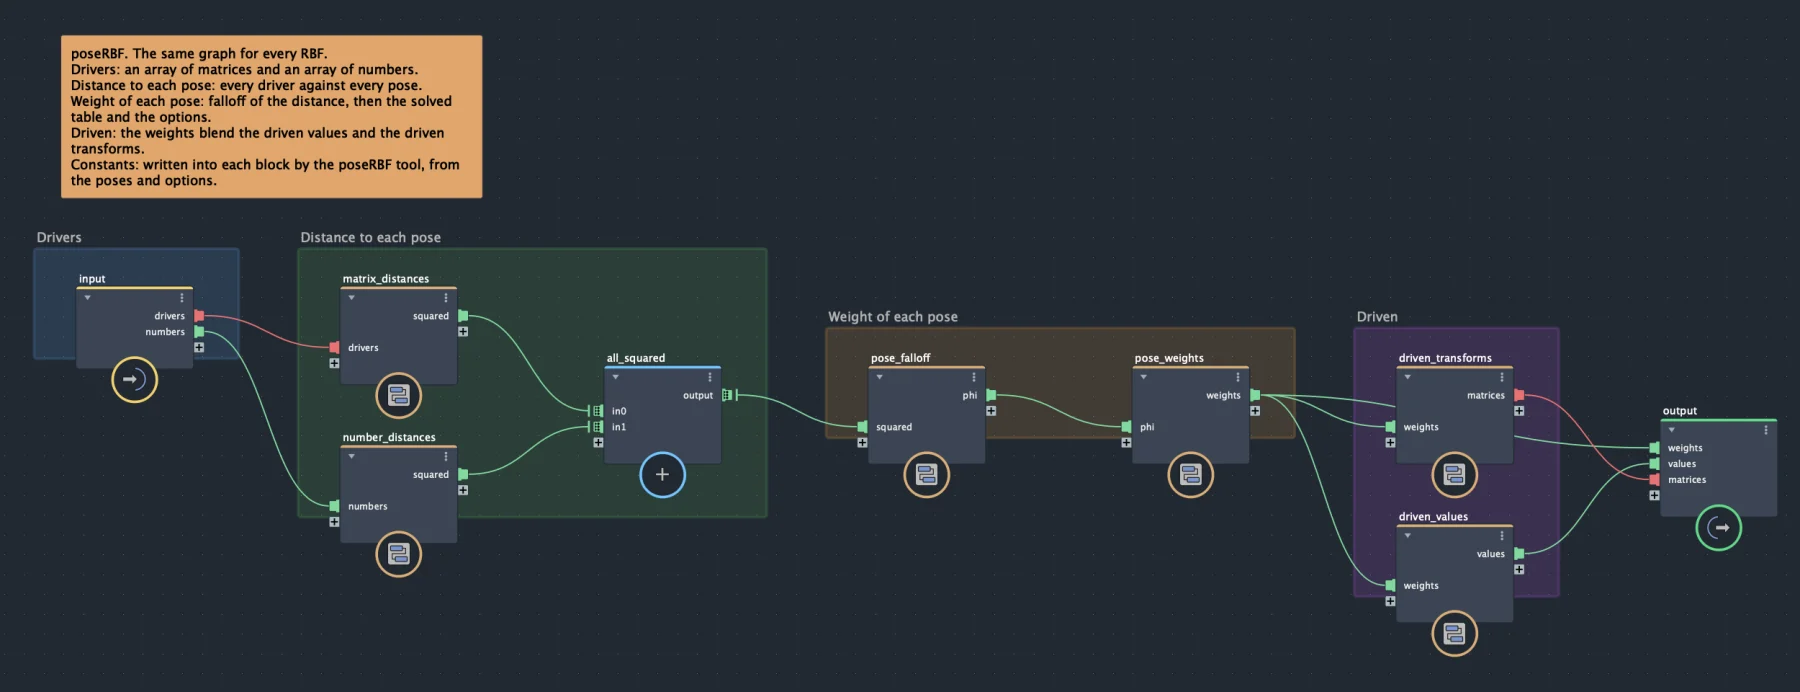 poseRBF. The same graph for every RBF.
Drivers: an array of matrices and an array of numbers.
Distance to each pose: every driver against every pose.
Weight of each pose: falloff of the distance, then the solved
table and the options.
Driven: the weights blend the driven values and the driven
transforms.
Constants: written into each block by the poseRBF tool, from
the poses and options.
Drivers
input
drivers
numbers
Distance to each pose
matrix_distances
squared
drivers
number_distances
squared
numbers
all_squared
output
in0
in1
Weight of each pose
pose_falloff
phi
squared
pose_weights
weights
phi
Driven
driven_transforms
matrices
weights
driven_values
values
weights
output
weights
values
matrices